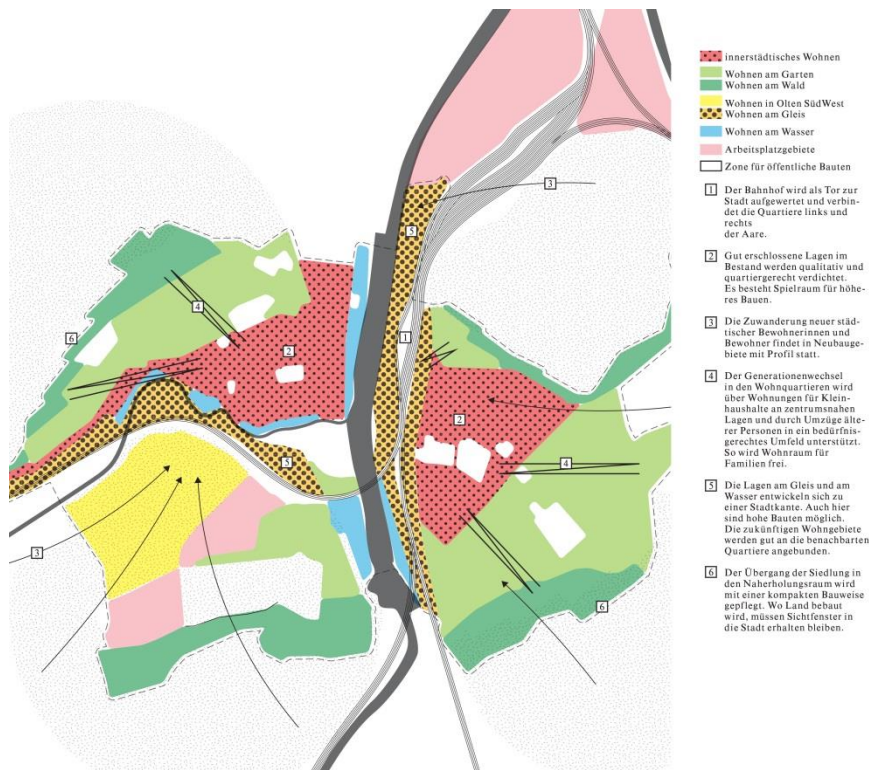 innerstädtisches Wohnen
Wohnen am Garten
Wohnen am Wald
Wohnen in Olten SüdWest
Wohnen am Gleis
Wohnen am Wasser
Arbeitsplatzgebiete
Zone für öffentliche Bauten
1 Der Bahnhof wird als Tor zur
Stadt aufgewertet und verbin-
det die Quartiere links und
rechts
der Aare.
2 Gut erschlossene Lagen im
Bestand werden qualitativ und
quartiergerecht verdichtet.
Es besteht Spielraum für höhe-
res Bauen.
3 Die Zuwanderung neuer städ-
tischer Bewohnerinnen und
Bewohner findet in Neubauge-
biete mit Profil statt.
4 Der Generationenwechsel
in den Wohnquartieren wird
über Wohnungen für Klein-
haushalte an zentrumsnahen
Lagen und durch Umzüge älte-
rer Personen in ein bedürfnis-
gerechtes Umfeld unterstützt.
So wird Wohnraum für
Familien frei.
5 Die Lagen am Gleis und am
Wasser entwickeln sich zu
einer Stadtkante. Auch hier
sind hohe Bauten möglich.
Die zukünftigen Wohngebiete
werden gut an die benachbarten
Quartiere angebunden.
6 Der Übergang der Siedlung in
den Naherholungsraum wird
mit einer kompakten Bauweise
gepflegt. Wo Land bebaut
wird, müssen Sichtfenster in
die Stadt erhalten bleiben.
3
5
4
6
1
2
2
4
5
3
6